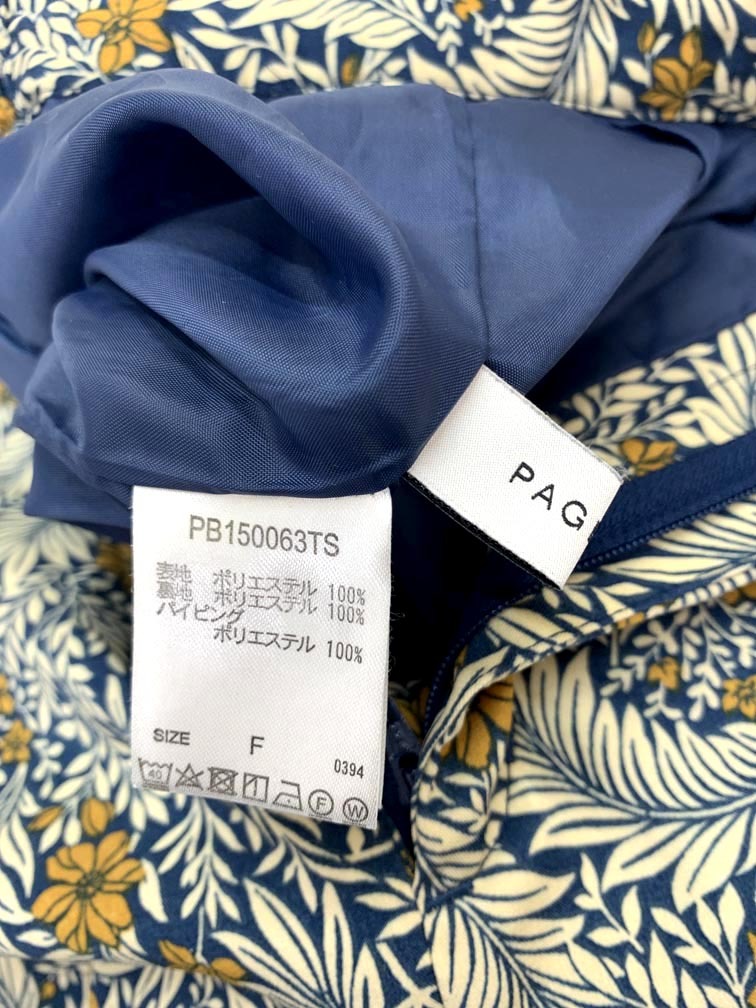 PAG
PB150063TS
表地 ポリエステル 100%
裏地 ポリエステル 100%
パイピング
ポリエステル 100%
SIZE F
0394
40
F W